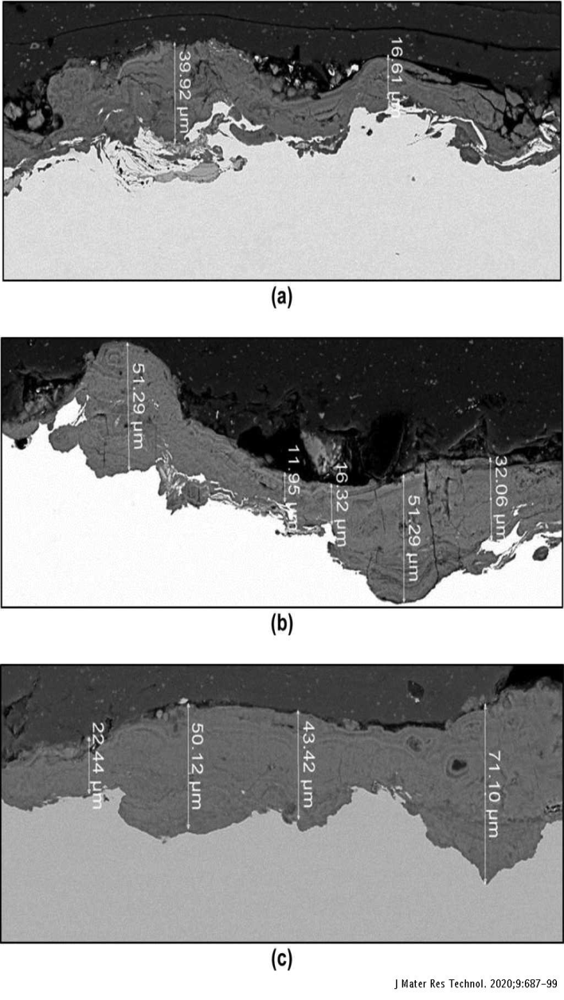 39.92 µm
16.61 µm
(a)
51.29 µm
11.95 µm
16.32 µm
51.29 µm
32.06 µm
(b)
22.44 µm
50.12 µm
43.42 µm
71.10 µm
(c)
J Mater Res Technol. 2020;9:687–99